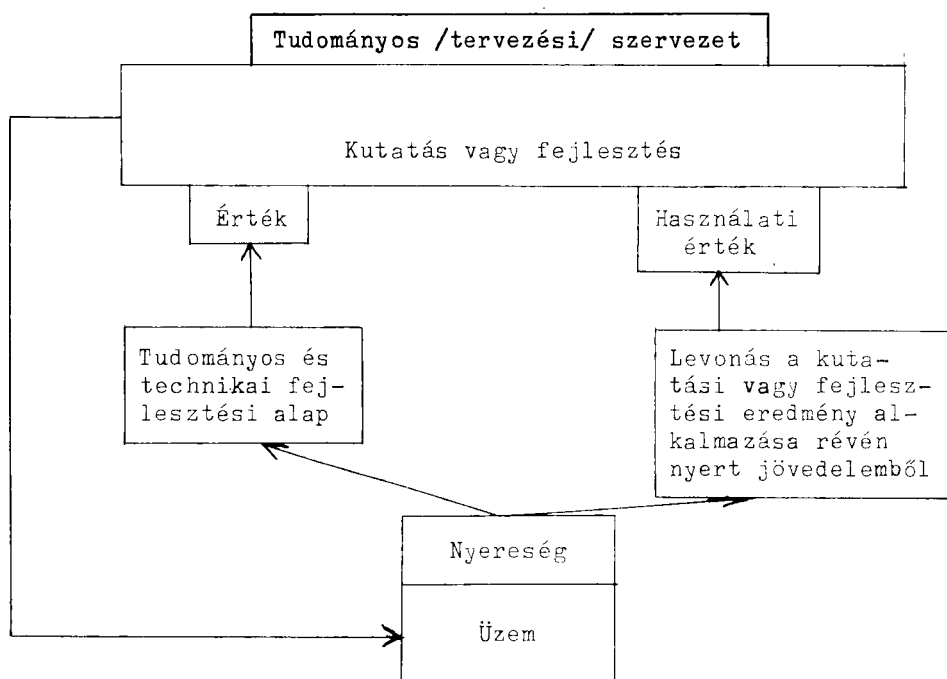 Tudományos /tervezési/ szervezet
Kutatás vagy fejlesztés
Érték
Használati
érték
Tudományos és
technikai fej-
lesztési alap
Levonás a kuta-
tási vagy fejlesz-
tési eredmény al-
kalmazása révén
nyert jövedelemből
Nyereség
Üzem